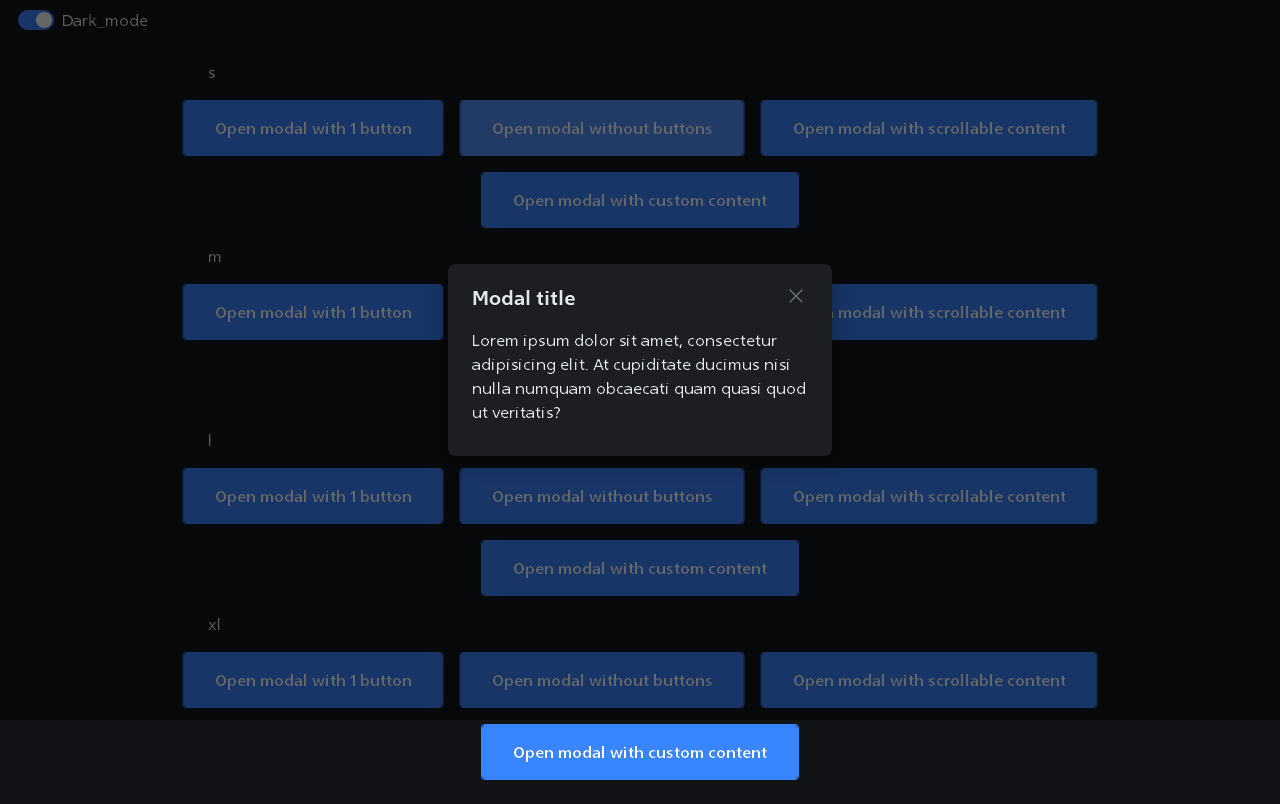 Dark_mode
s
Open modal with 1 button
Open modal without buttons
Open modal with scrollable content
Open modal with custom content
m
Open modal with 1 button
modal with scrollable content
Modal title
Lorem ipsum dolor sit amet, consectetur
adipisicing elit. At cupiditate ducimus nisi
nulla numquam obcaecati quam quasi quod
ut veritatis?
l
Open modal with 1 button
Open modal without buttons
Open modal with scrollable content
Open modal with custom content
xl
Open modal with 1 button
Open modal without buttons
Open modal with scrollable content
Open modal with custom content